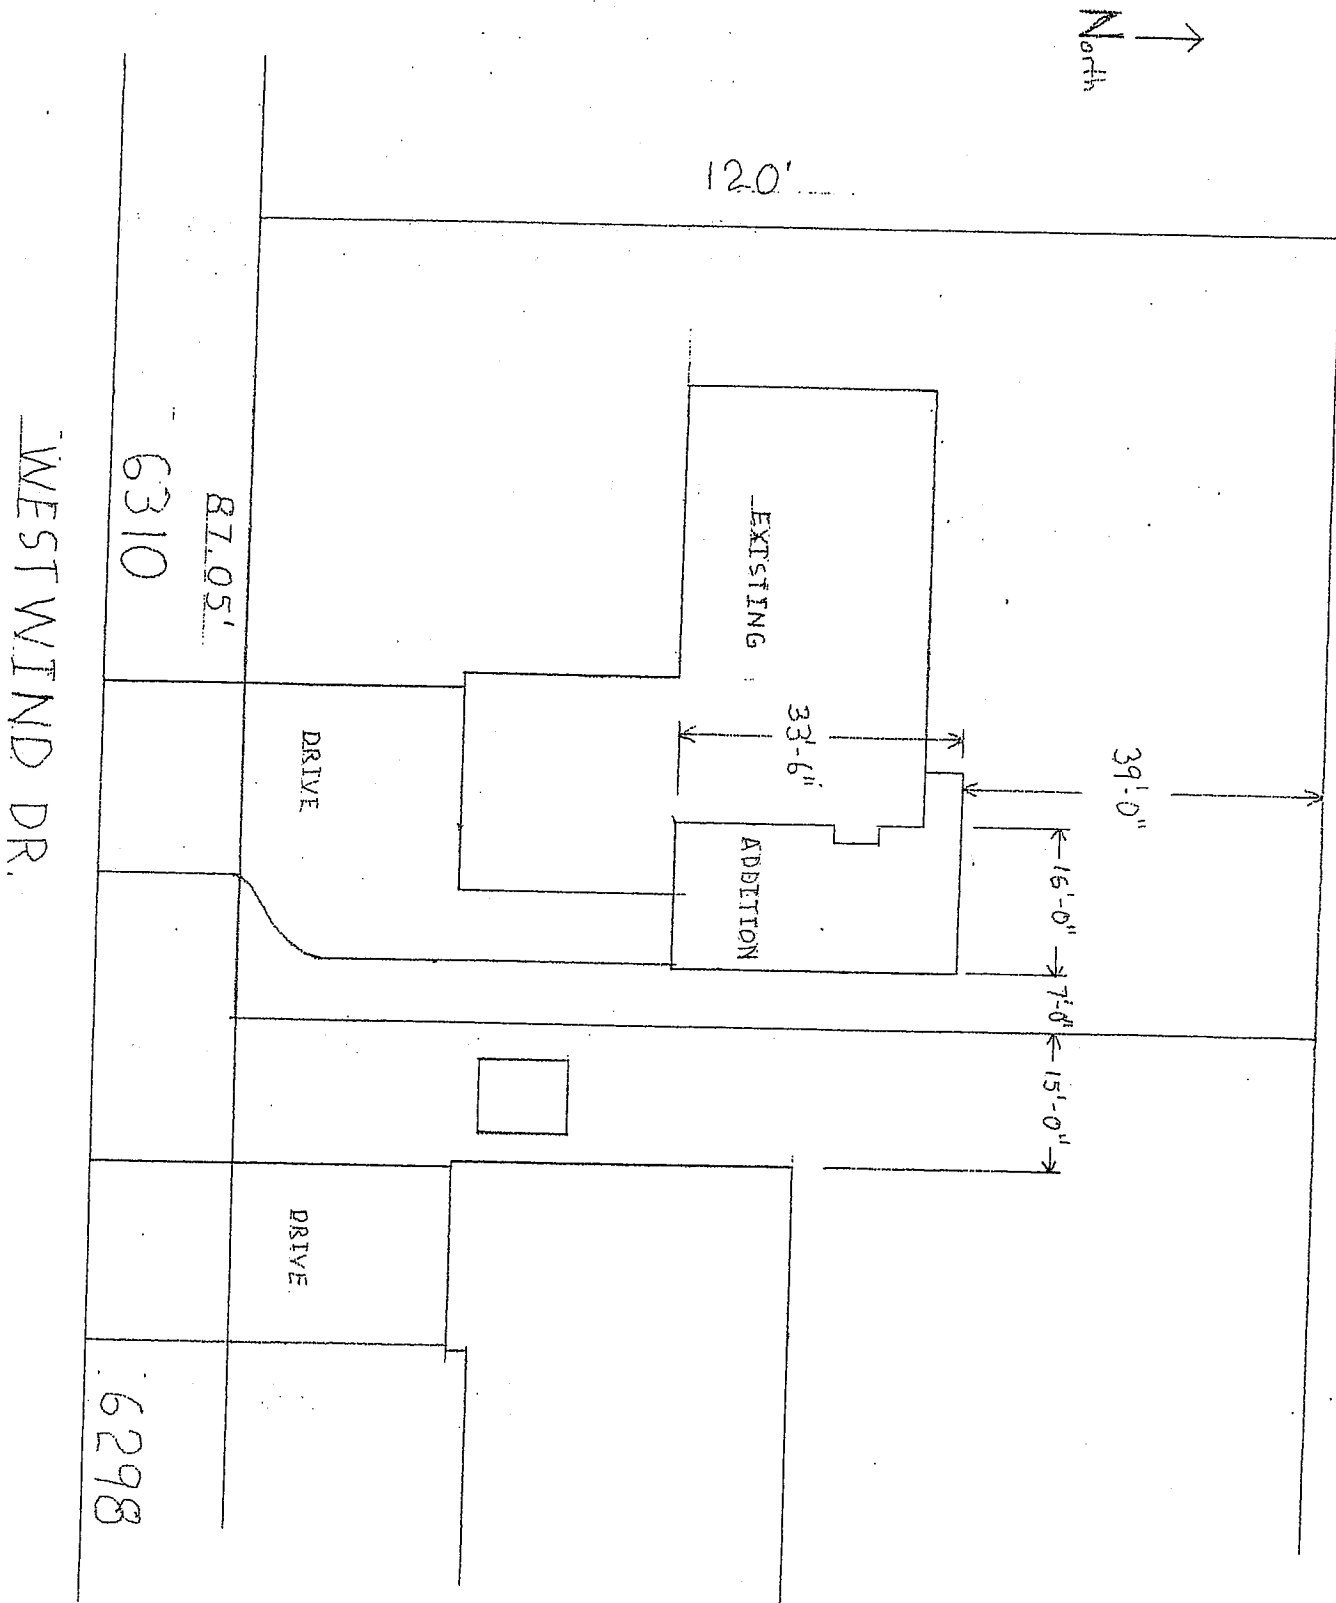 North
120'
EXISTING
33'-6"
39'-0"
ADDITION
16'-0"
7'-0"
15'-0"
DRIVE
DRIVE
87.05'
6310
6298
WESTWIND DR.